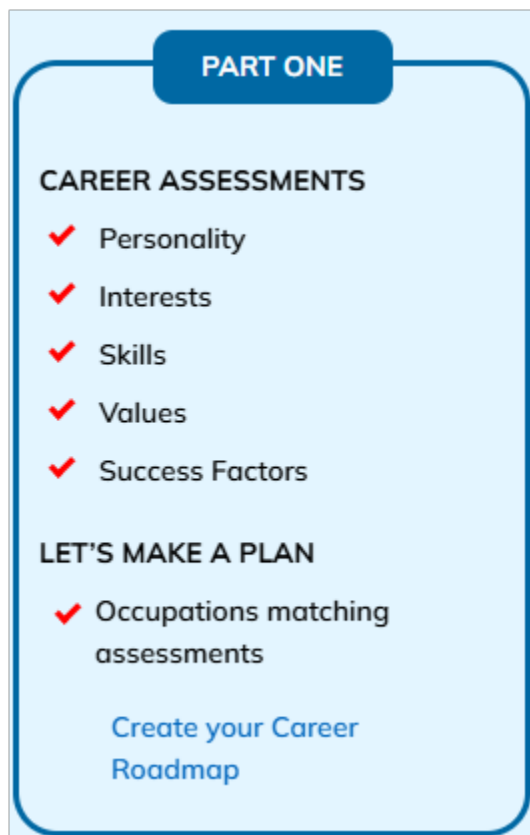 PART ONE
CAREER ASSESSMENTS
Personality
Interests
Skills
Values
Success Factors
LET’S MAKE A PLAN
Occupations matching
assessments
Create your Career
Roadmap